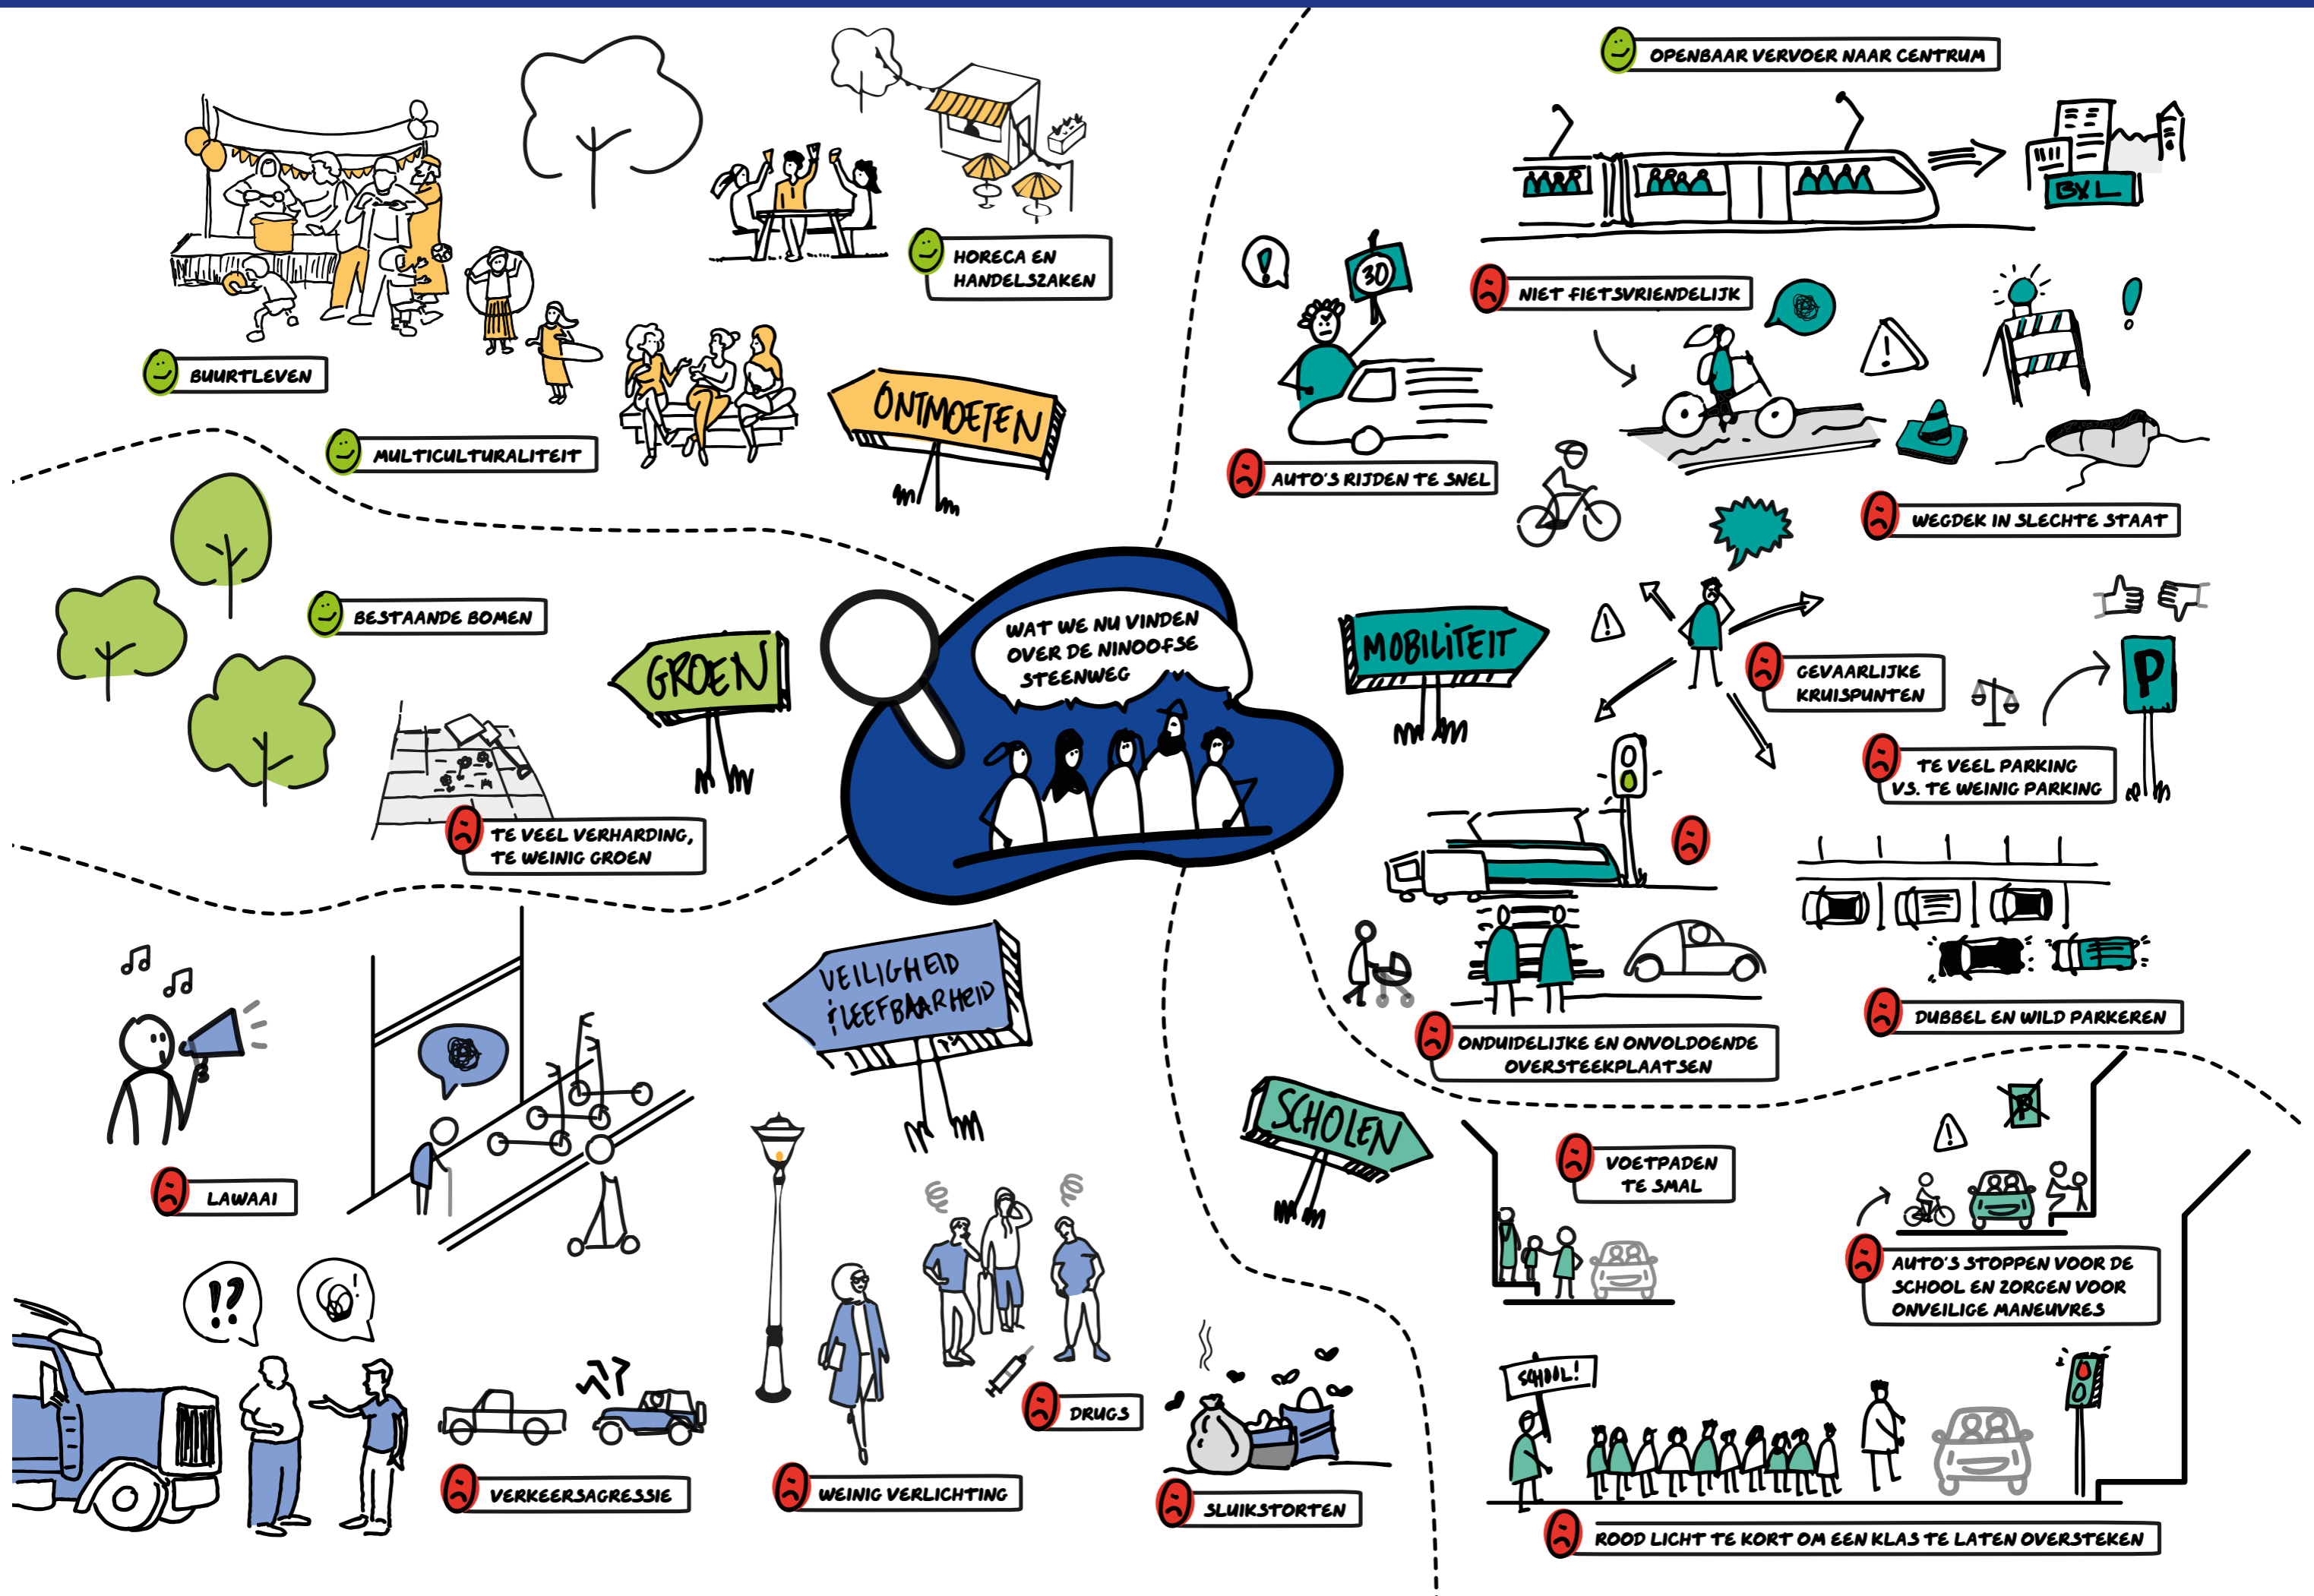 OPENBAAR VERVOER NAAR CENTRUM
BXL
HORECA EN
HANDELSZAKEN
BUURTLEVEN
MULTICULTURALITEIT
ONTMOETEN
30
!
NIET FIETSVRIENDELIJK
!
!
AUTO'S RIJDEN TE SNEL
WEGDEK IN SLECHTE STAAT
BESTAANDE BOMEN
GROEN
TE VEEL VERHARDING,
TE WEINIG GROEN
WAT WE NU VINDEN
OVER DE NINOOFSE
STEENWEG
MOBILITEIT
!
GEVAARLIJKE
KRUISPUNTEN
P
TE VEEL PARKING
VS. TE WEINIG PARKING
DUBBEL EN WILD PARKEREN
ONDUIDELIJKE EN ONVOLDOENDE
OVERSTEEKPLAATSEN
VEILIGHEID
& LEEFBAARHEID
LAWAAI
!?
!
VERKEERSAGRESSIE
WEINIG VERLICHTING
DRUGS
SLUIKSTORTEN
SCHOLEN
VOETPADEN
TE SMAL
!
P
AUTO'S STOPPEN VOOR DE
SCHOOL EN ZORGEN VOOR
ONVEILIGE MANEUVRES
SCHOOL!
ROOD LICHT TE KORT OM EEN KLAS TE LATEN OVERSTEKEN